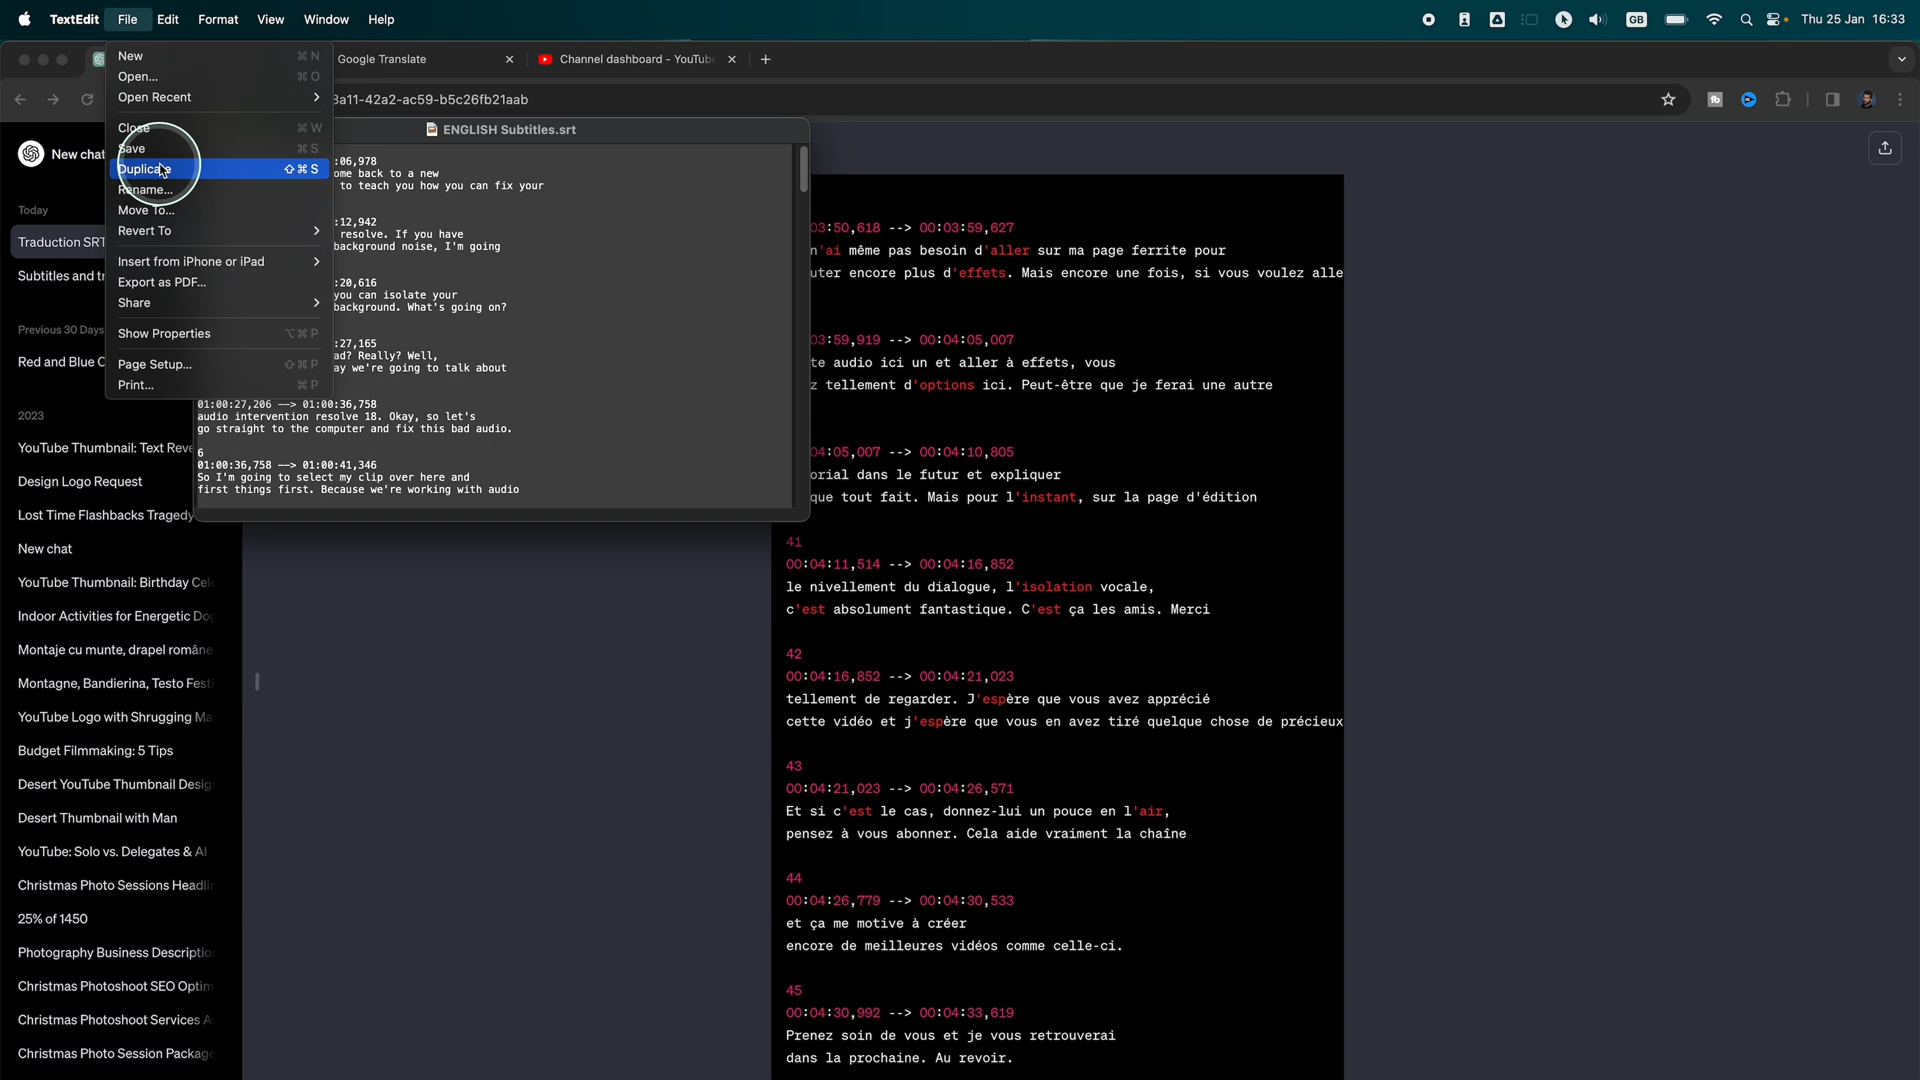 TextEdit File Edit Format View Window Help
GB Thu 25 Jan 16:33
Google Translate
Channel dashboard - YouTub
3a11-42a2-ac59-b5c26fb21aab
New ⌘ N
Open... ⌘ O
Open Recent
Close ⌘ W
Save ⌘ S
Duplicate ⇧ ⌘ S
Rename...
Move To...
Revert To
Insert from iPhone or iPad
Export as PDF...
Share
Show Properties ⌥ ⌘ P
Page Setup... ⇧ ⌘ P
Print... ⌘ P
New chat
Today
Traduction SRT
Subtitles and tr
Previous 30 Days
Red and Blue C
2023
YouTube Thumbnail: Text Reve
Design Logo Request
Lost Time Flashbacks Tragedy
New chat
YouTube Thumbnail: Birthday Cele
Indoor Activities for Energetic Dog
Montaje cu munte, drapel române
Montagne, Bandierina, Testo Festi
YouTube Logo with Shrugging Ma
Budget Filmmaking: 5 Tips
Desert YouTube Thumbnail Desig
Desert Thumbnail with Man
YouTube: Solo vs. Delegates & AI
Christmas Photo Sessions Headlin
25% of 1450
Photography Business Description
Christmas Photoshoot SEO Optim
Christmas Photoshoot Services A
Christmas Photo Session Package
ENGLISH Subtitles.srt
:06,978
ome back to a new
to teach you how you can fix your
:12,942
resolve. If you have
background noise, I'm going
:20,616
you can isolate your
background. What's going on?
:27,165
ad? Really? Well,
ay we're going to talk about
01:00:27,206 --> 01:00:36,758
audio intervention resolve 18. Okay, so let's
go straight to the computer and fix this bad audio.
6
01:00:36,758 --> 01:00:41,346
So I'm going to select my clip over here and
first things first. Because we're working with audio
03:50,618 --> 00:03:59,627
n'ai même pas besoin d'aller sur ma page ferrite pour
uter encore plus d'effets. Mais encore une fois, si vous voulez alle
03:59,919 --> 00:04:05,007
te audio ici un et aller à effets, vous
z tellement d'options ici. Peut-être que je ferai une autre
04:05,007 --> 00:04:10,805
orial dans le futur et expliquer
que tout fait. Mais pour l'instant, sur la page d'édition
41
00:04:11,514 --> 00:04:16,852
le nivellement du dialogue, l'isolation vocale,
c'est absolument fantastique. C'est ça les amis. Merci
42
00:04:16,852 --> 00:04:21,023
tellement de regarder. J'espère que vous avez apprécié
cette vidéo et j'espère que vous en avez tiré quelque chose de précieux
43
00:04:21,023 --> 00:04:26,571
Et si c'est le cas, donnez-lui un pouce en l'air,
pensez à vous abonner. Cela aide vraiment la chaîne
44
00:04:26,779 --> 00:04:30,533
et ça me motive à créer
encore de meilleures vidéos comme celle-ci.
45
00:04:30,992 --> 00:04:33,619
Prenez soin de vous et je vous retrouverai
dans la prochaine. Au revoir.